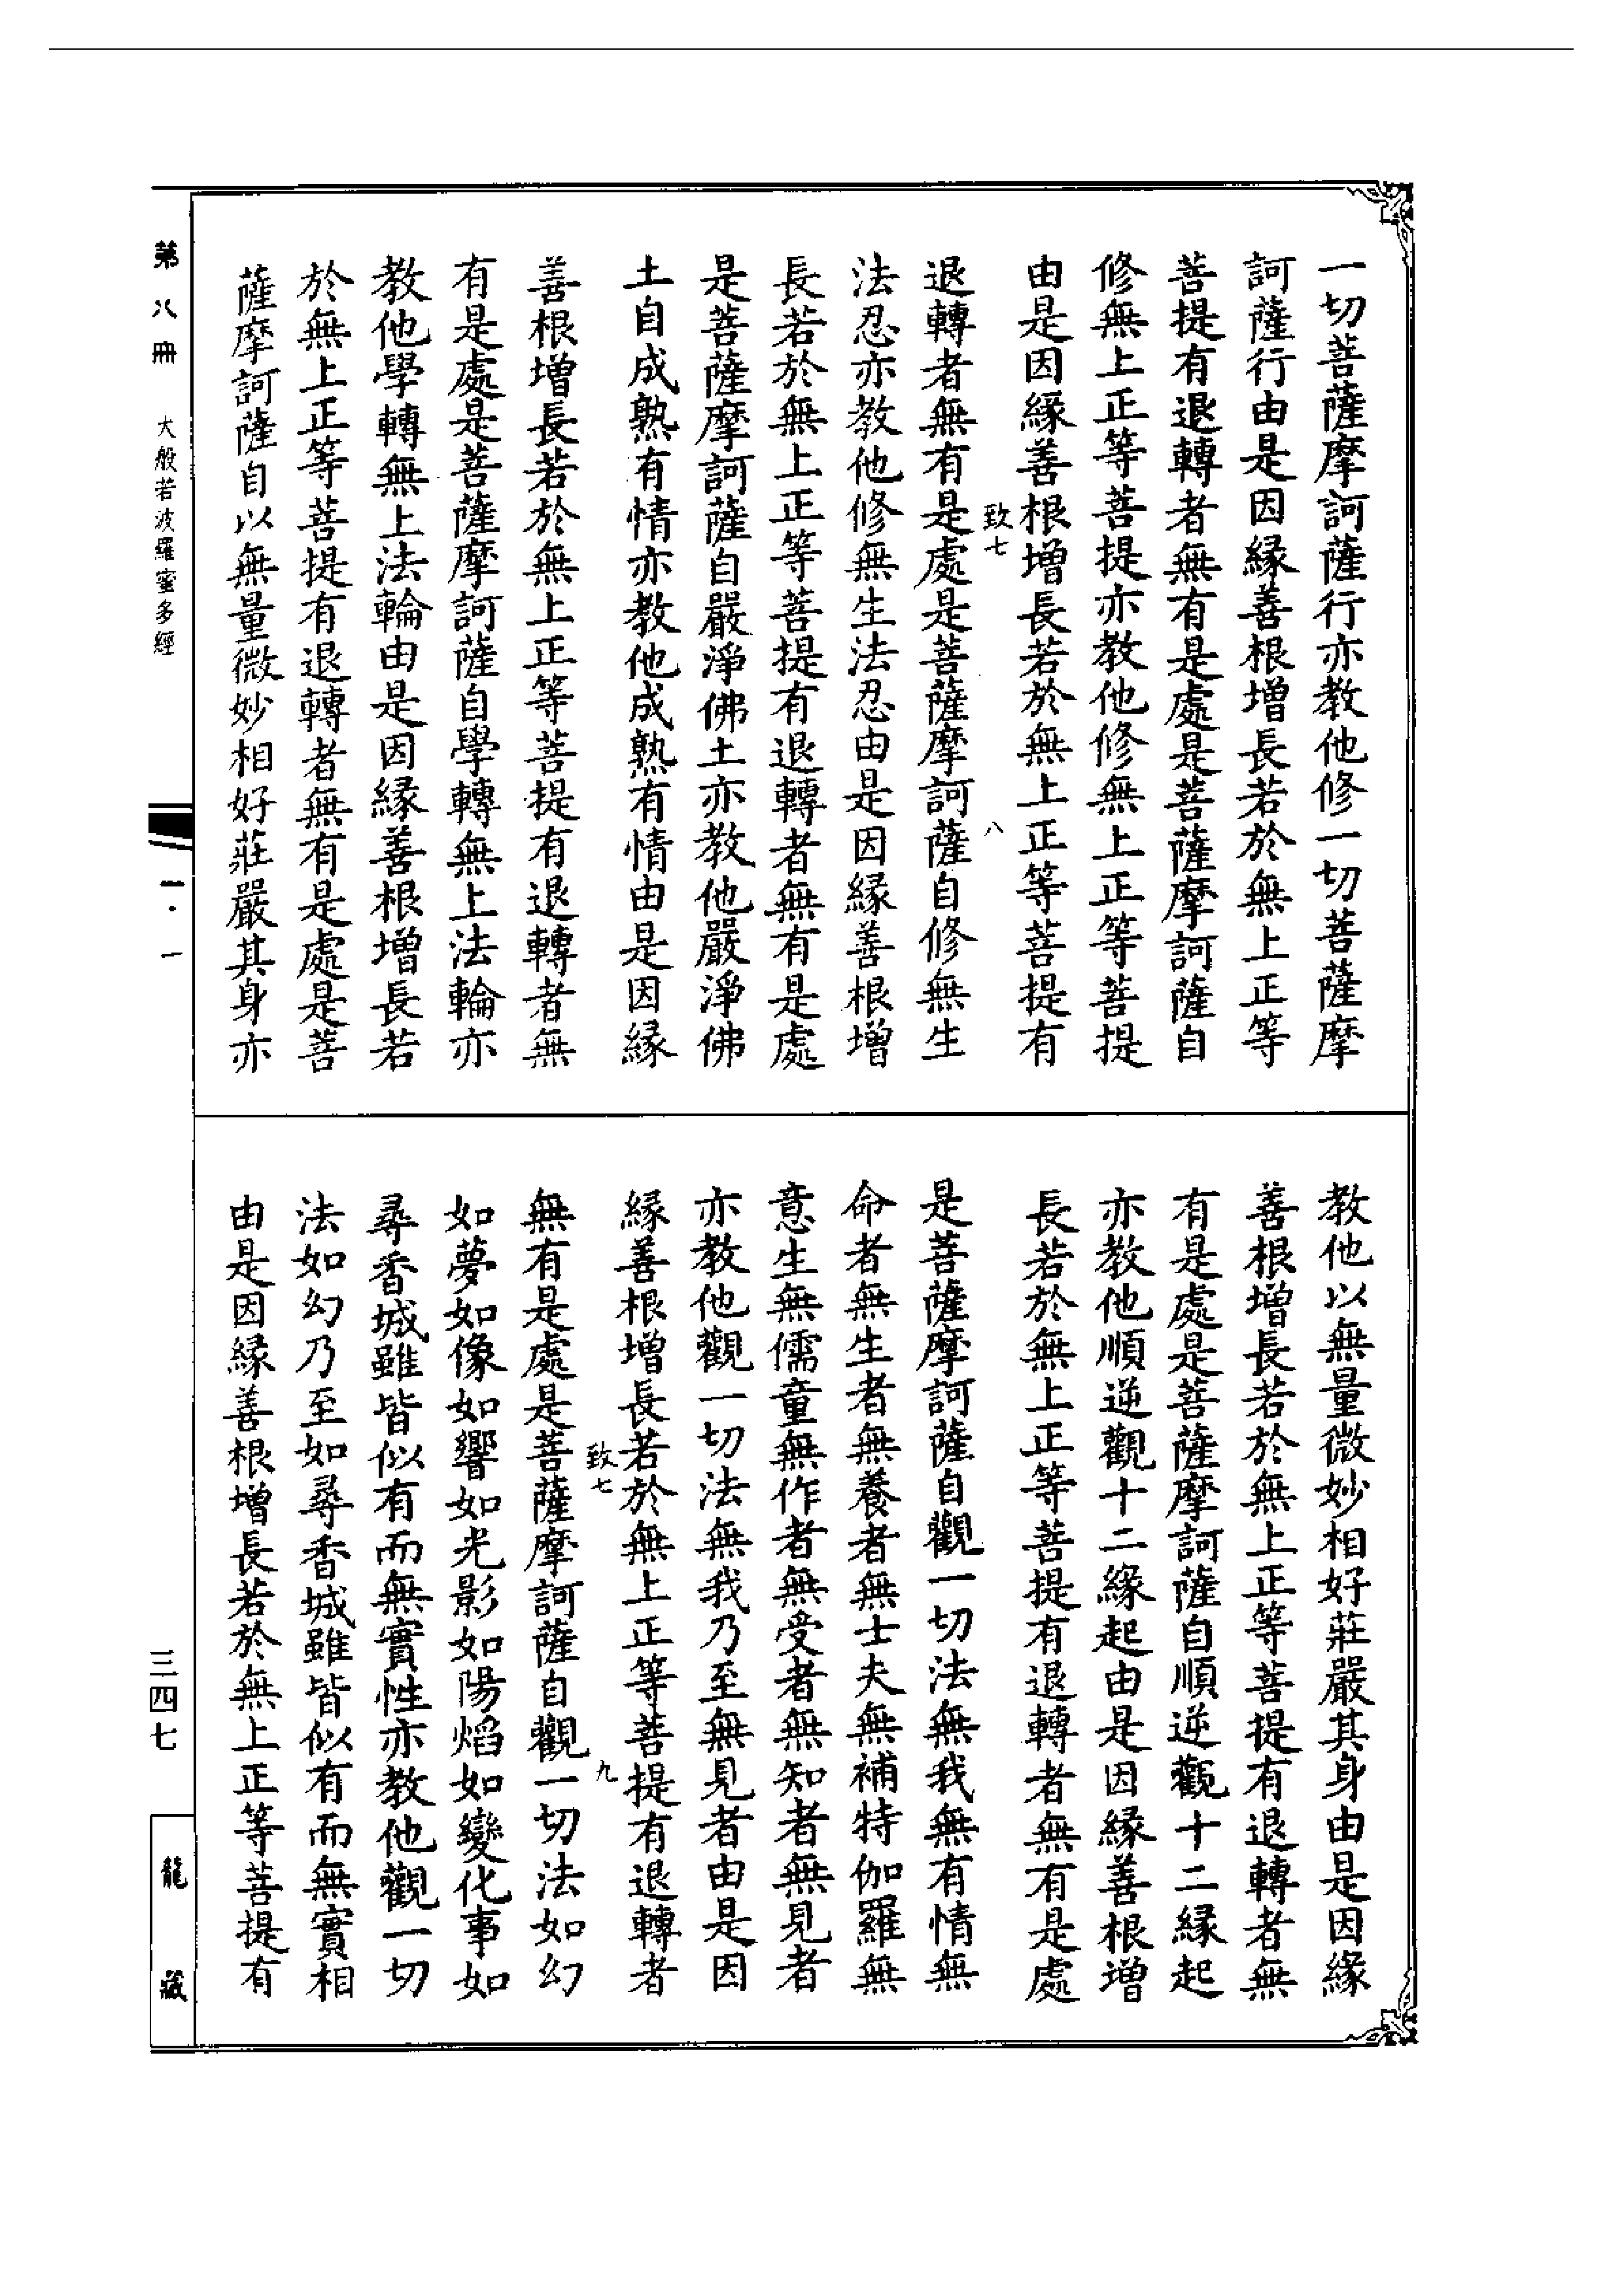 一切菩薩摩訶薩行亦教他修一切菩薩摩
訶薩行由是因緣善根增長若於無上正等
菩提有退轉者無有是處是菩薩摩訶薩自
修無上正等菩提亦教他修無上正等菩提
由是因緣善根增長若於無上正等菩提有
致七 八
退轉者無有是處是菩薩摩訶薩自修無生
法忍亦教他修無生法忍由是因緣善根增
長若於無上正等菩提有退轉者無有是處
是菩薩摩訶薩自嚴淨佛土亦教他嚴淨佛
土自成熟有情亦教他成熟有情由是因緣
善根增長若於無上正等菩提有退轉者無
有是處是菩薩摩訶薩自學轉無上法輪亦
教他學轉無上法輪由是因緣善根增長若
於無上正等菩提有退轉者無有是處是菩
薩摩訶薩自以無量微妙相好莊嚴其身亦
教他以無量微妙相好莊嚴其身由是因緣
善根增長若於無上正等菩提有退轉者無
有是處是菩薩摩訶薩自順逆觀十二緣起
亦教他順逆觀十二緣起由是因緣善根增
長若於無上正等菩提有退轉者無有是處
是菩薩摩訶薩自觀一切法無我無有情無
命者無生者無養者無士夫無補特伽羅無
意生無儒童無作者無受者無知者無見者
亦教他觀一切法無我乃至無見者由是因
緣善根增長若於無上正等菩提有退轉者
致七 九
無有是處是菩薩摩訶薩自觀一切法如幻
如夢如像如響如光影如陽焰如變化事如
尋香城雖皆似有而無實性亦教他觀一切
法如幻乃至如尋香城雖皆似有而無實相
由是因緣善根增長若於無上正等菩提有
第八冊 大般若波羅蜜多經 一·一 三四七 龍藏